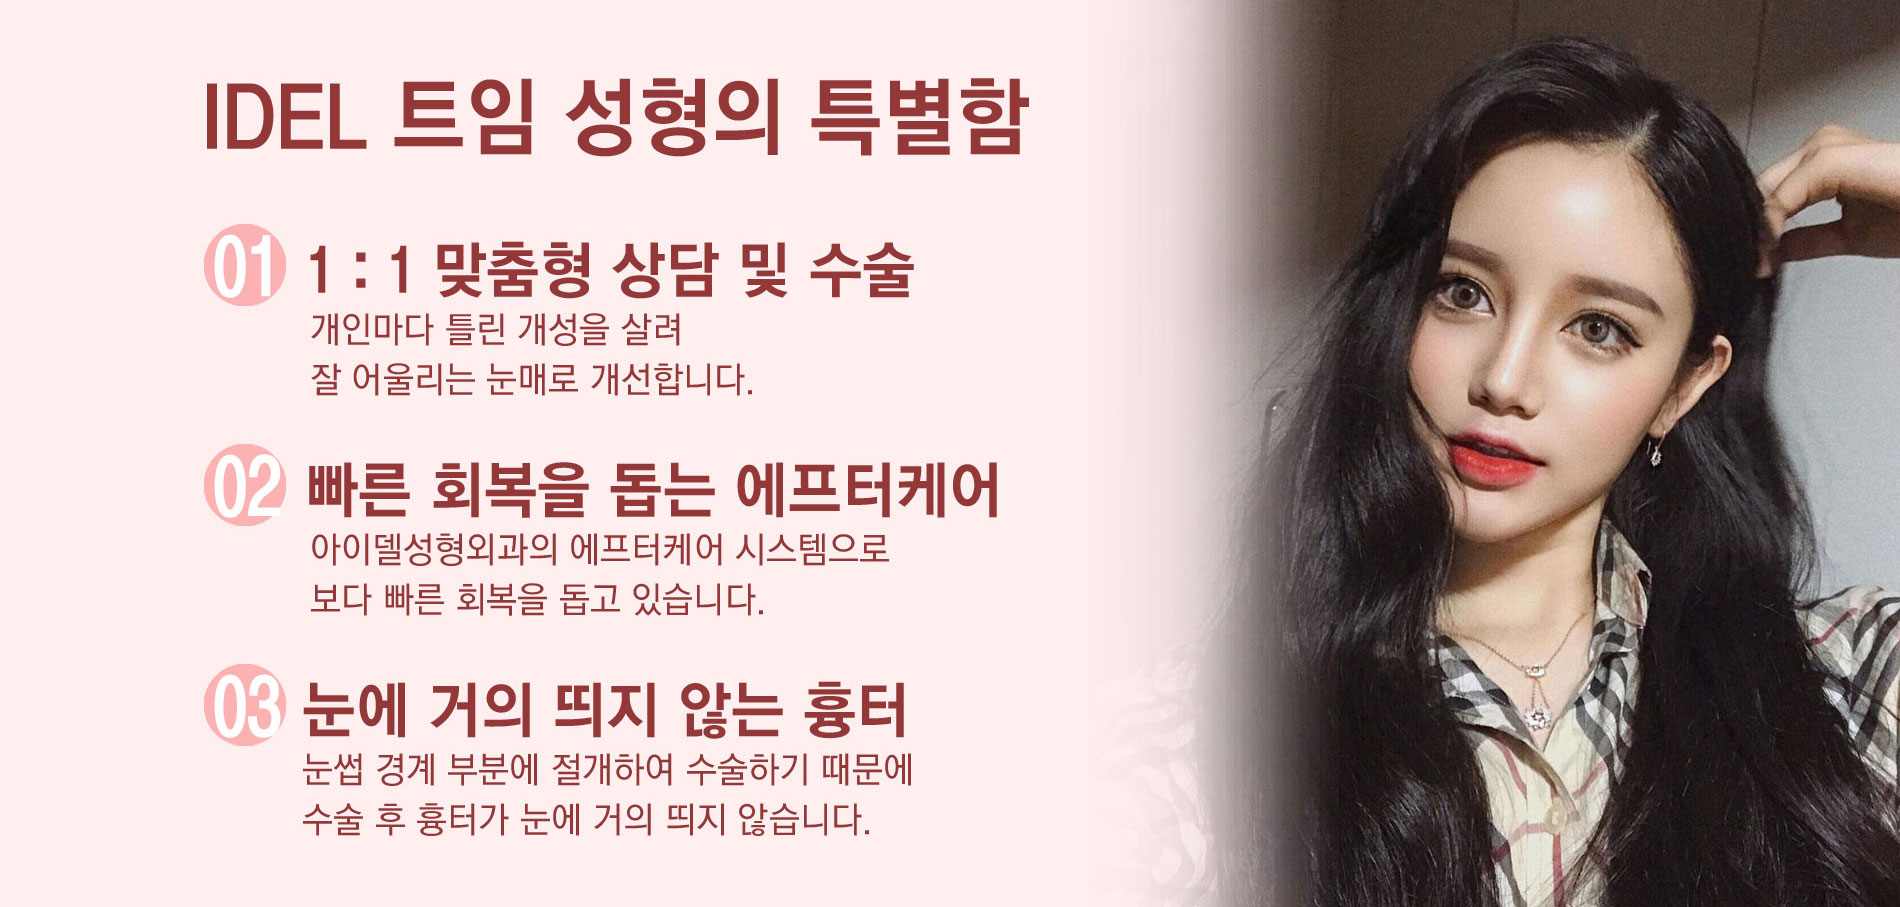 IDEL 트임 성형의 특별함
01 1 : 1 맞춤형 상담 및 수술
개인마다 틀린 개성을 살려
잘 어울리는 눈매로 개선합니다.
02 빠른 회복을 돕는 에프터케어
아이델성형외과의 에프터케어 시스템으로
보다 빠른 회복을 돕고 있습니다.
03 눈에 거의 띄지 않는 흉터
눈썹 경계 부분에 절개하여 수술하기 때문에
수술 후 흉터가 눈에 거의 띄지 않습니다.